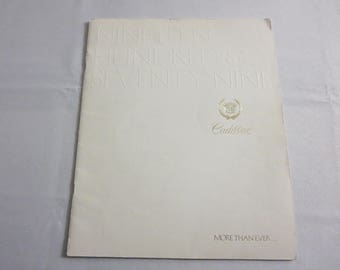 NINETEEN
HUNDRED
SEVENTY-NINE
Cadillac
MORE THAN EVER...